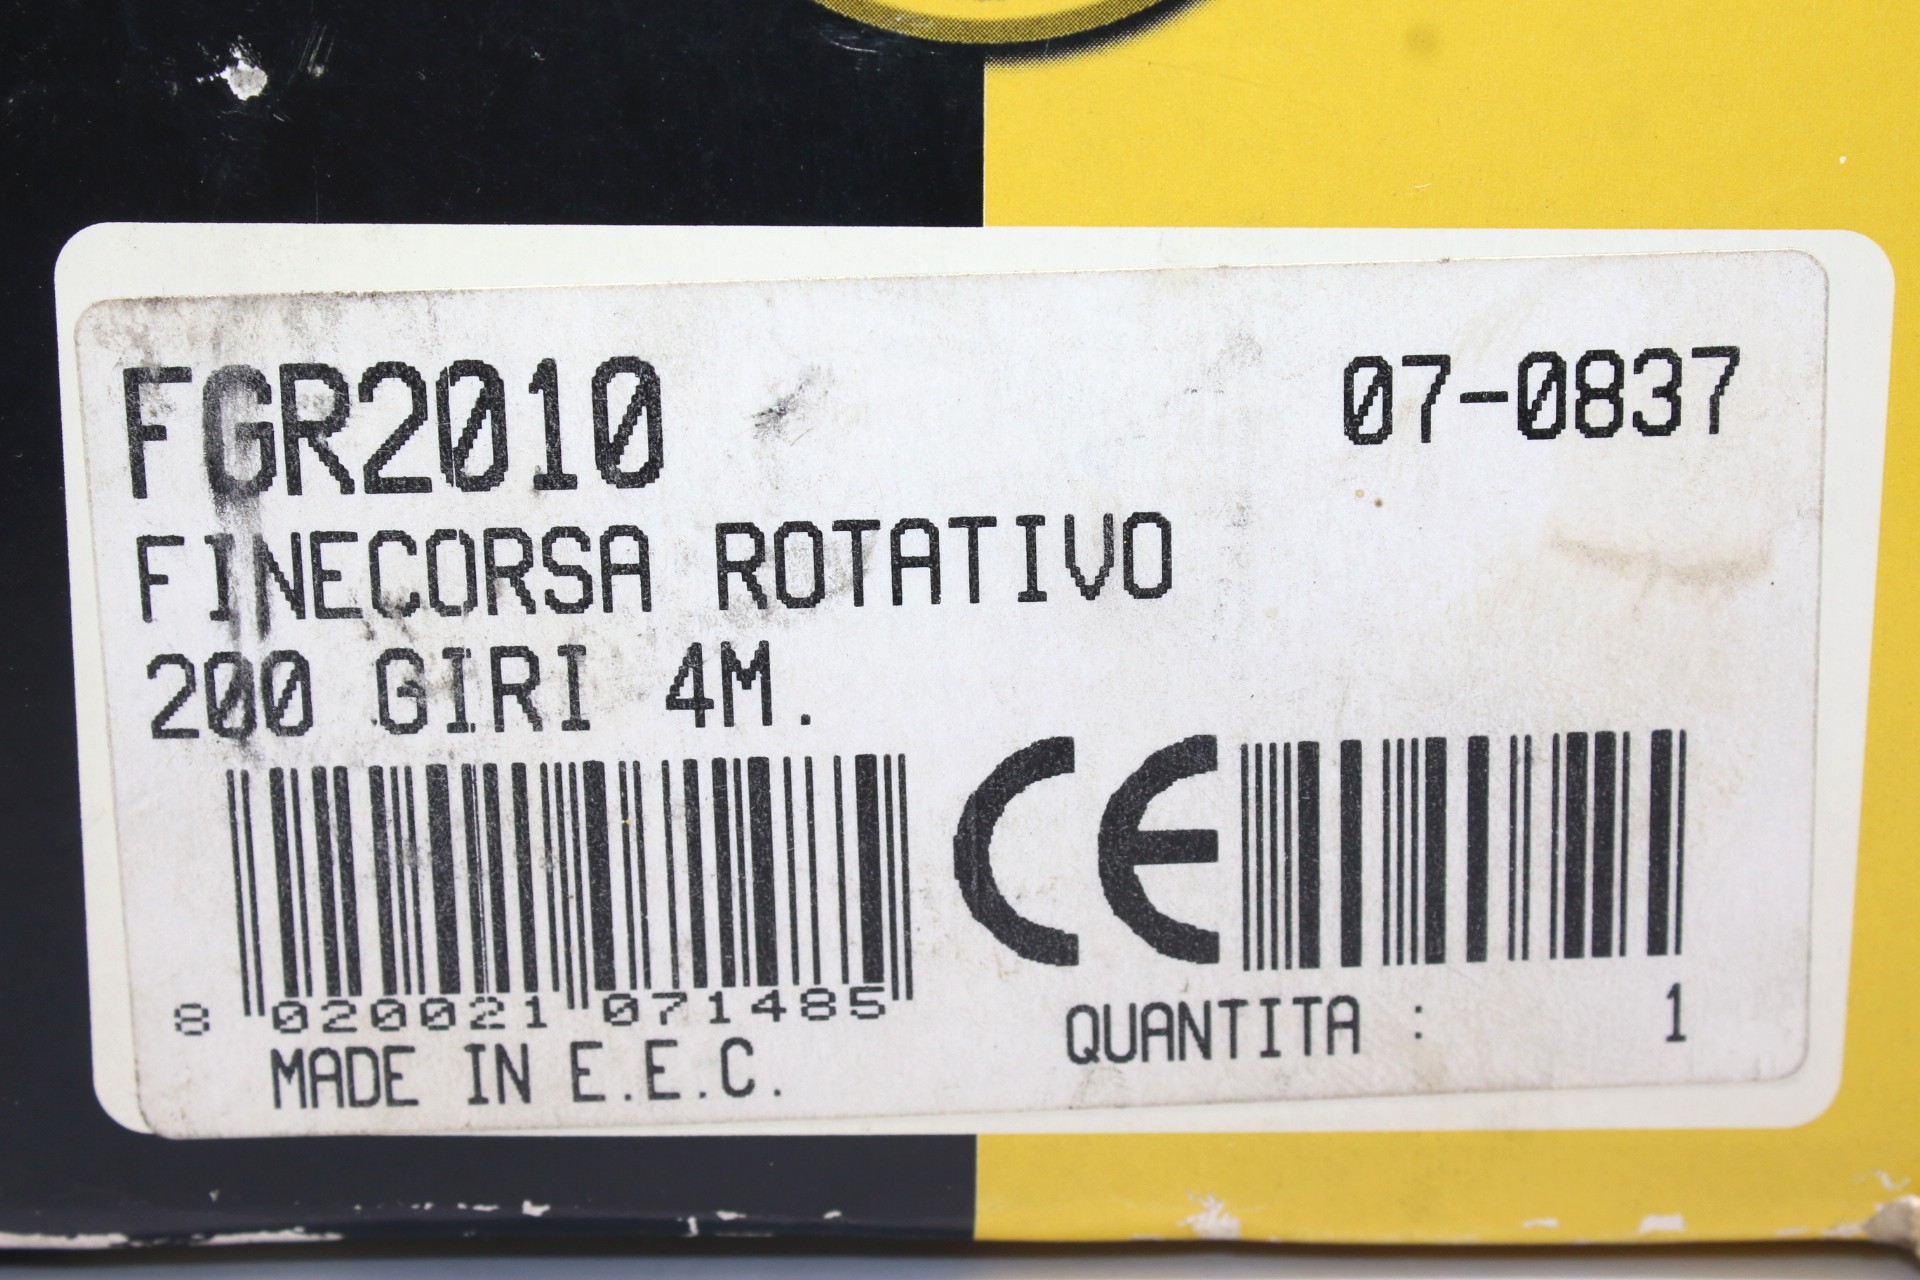 FGR2010 07-0837
FINECORSA ROTATIVO
200 GIRI 4M.
CE
8 020021 071485
MADE IN E.E.C. QUANTITA : 1